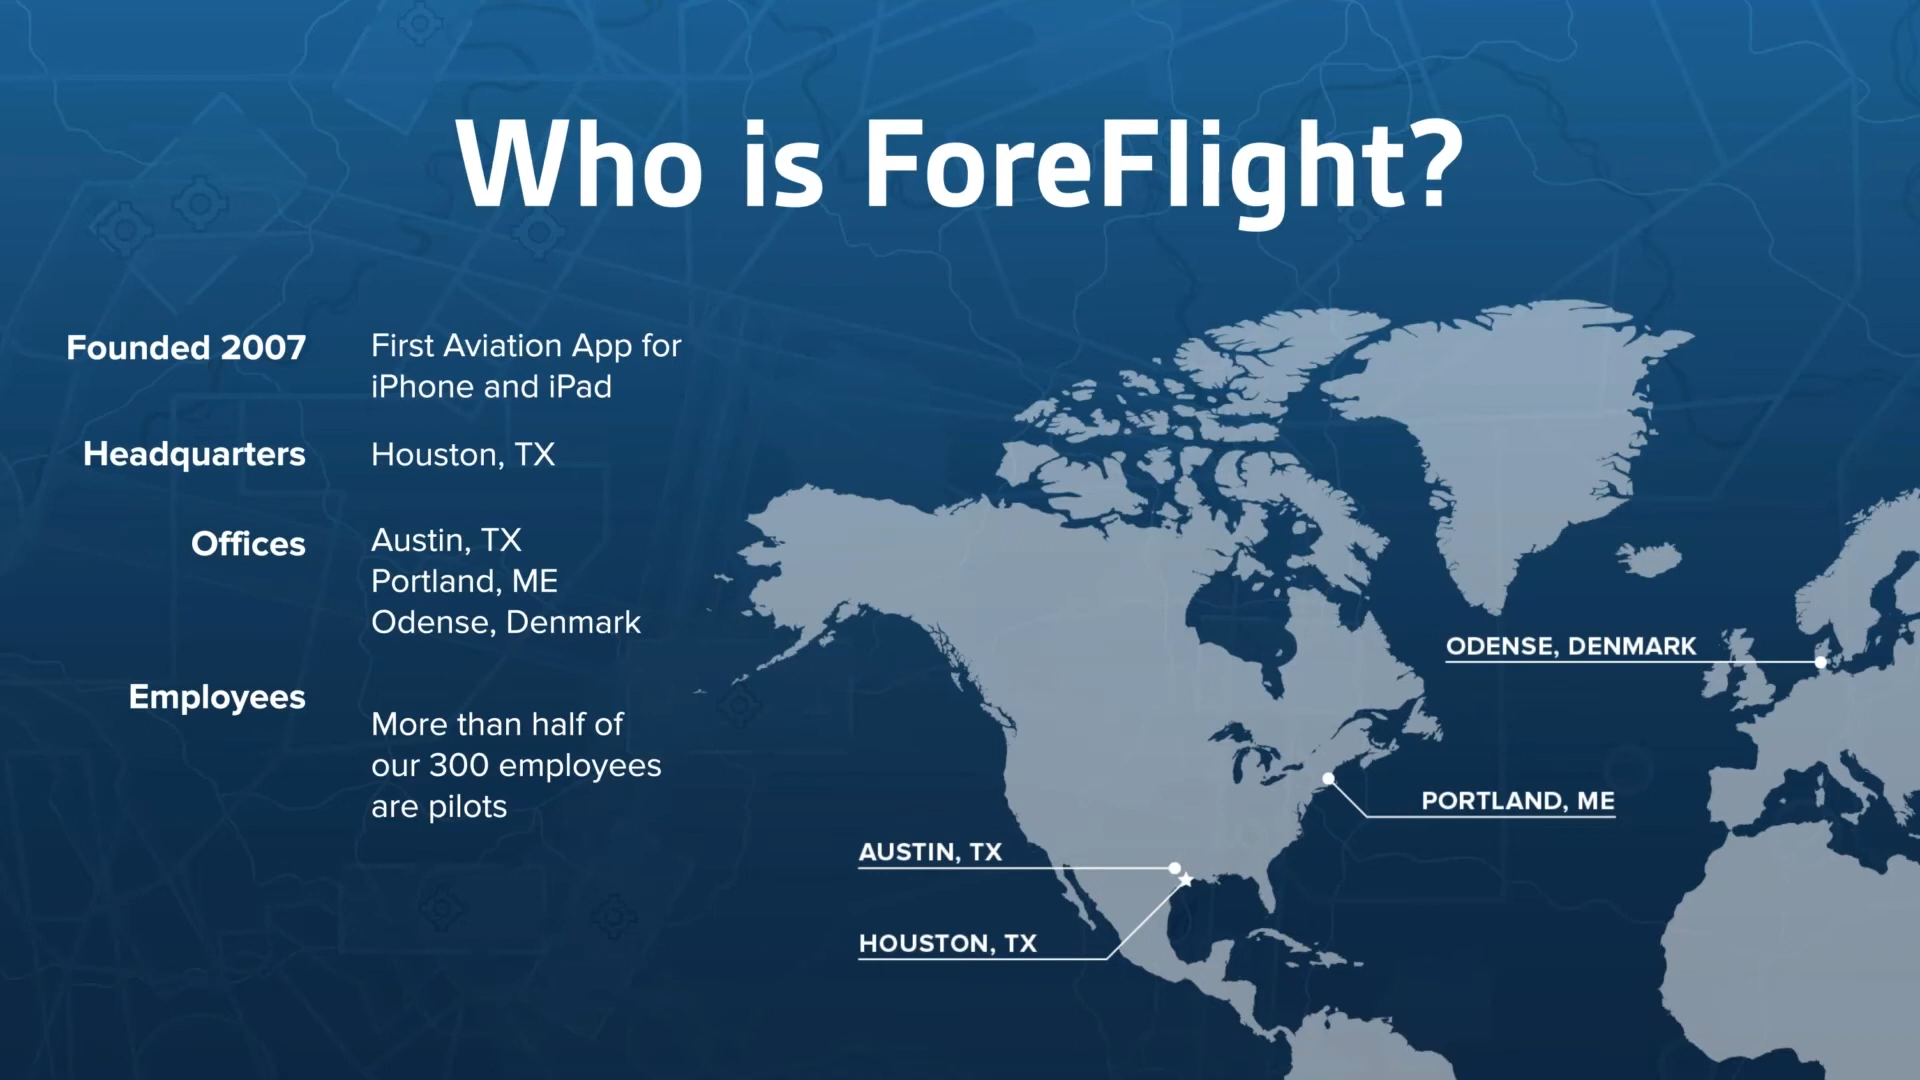 Who is ForeFlight?
Founded 2007
First Aviation App for
iPhone and iPad
Headquarters
Houston, TX
Offices
Austin, TX
Portland, ME
Odense, Denmark
Employees
More than half of
our 300 employees
are pilots
ODENSE, DENMARK
PORTLAND, ME
AUSTIN, TX
HOUSTON, TX